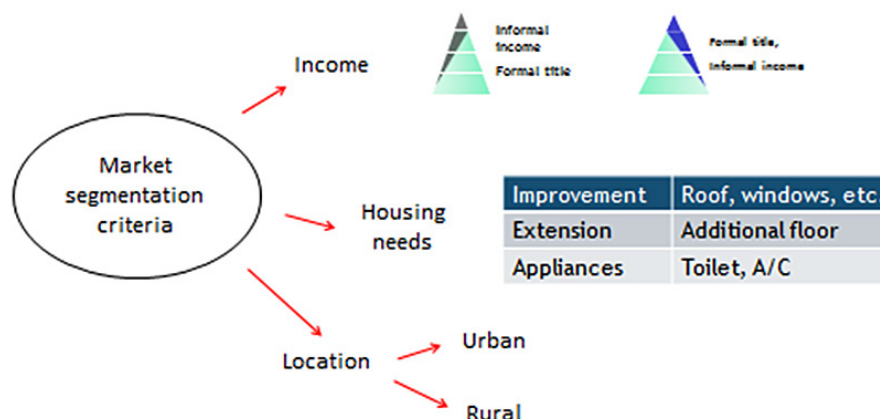 Informal
income
Formal title
Formal title,
Informal income
Income
Market
segmentation
criteria
Housing
needs
Improvement Roof, windows, etc.
Extension Additional floor
Appliances Toilet, A/C
Location
Urban
Rural